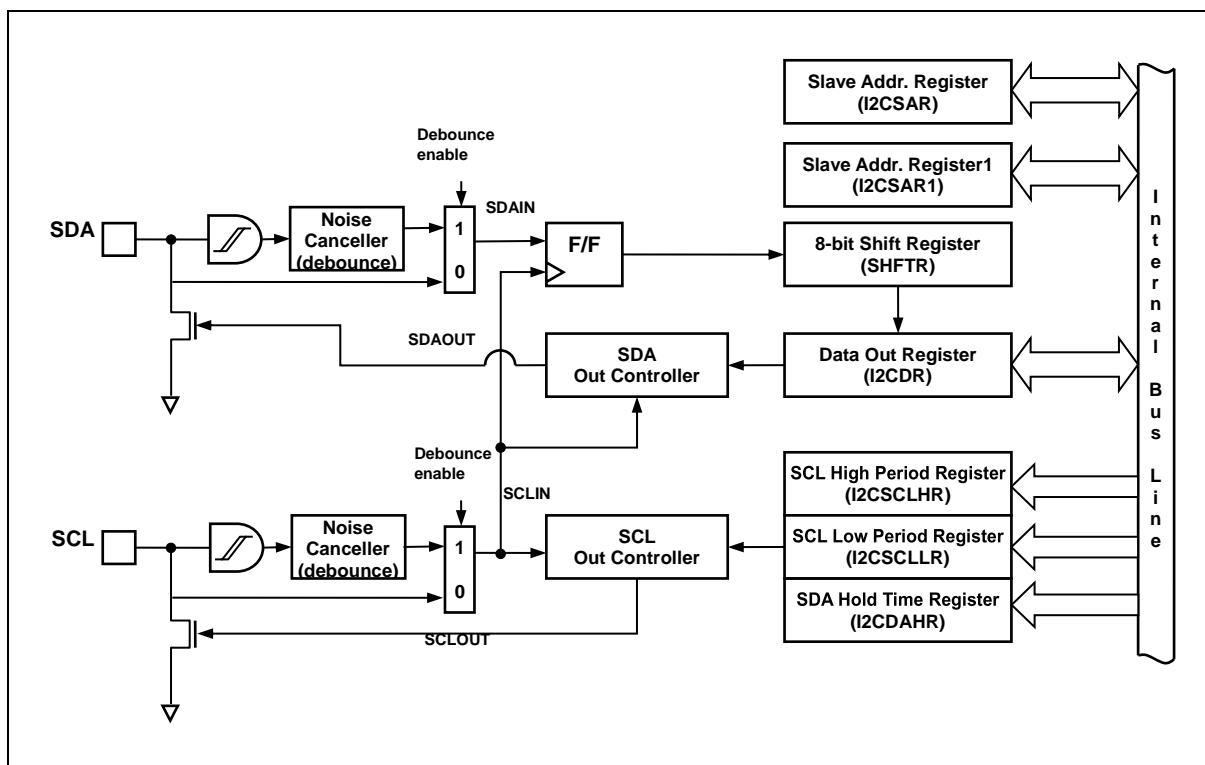 Slave Addr. Register
(I2CSAR)
Debounce
enable
Slave Addr. Register1
(I2CSAR1)
SDA
Noise
Canceller
(debounce)
1
0
SDAIN
F/F
8-bit Shift Register
(SHFTR)
SDAOUT
SDA
Out Controller
Data Out Register
(I2CDR)
Debounce
enable
SCLIN
SCL High Period Register
(I2CSCLHR)
SCL
Noise
Canceller
(debounce)
1
0
SCL
Out Controller
SCL Low Period Register
(I2CSCLLR)
SDA Hold Time Register
(I2CDAHR)
SCLOUT
Internal Bus Line